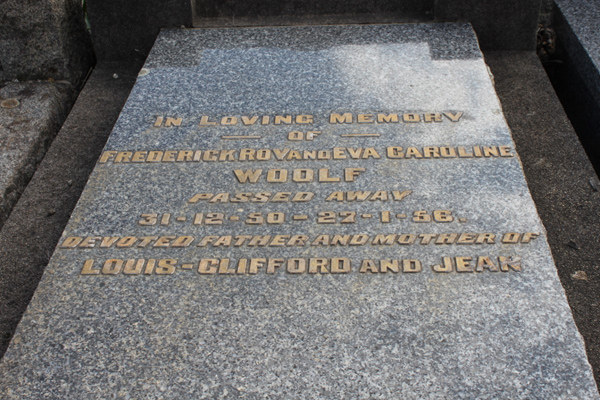 IN LOVING MEMORY
OF
FREDERICK ROY AND EVA CAROLINE
WOOLF
PASSED AWAY
31-12-50 - 27-1-56.
DEVOTED FATHER AND MOTHER OF
LOUIS-CLIFFORD AND JEAN